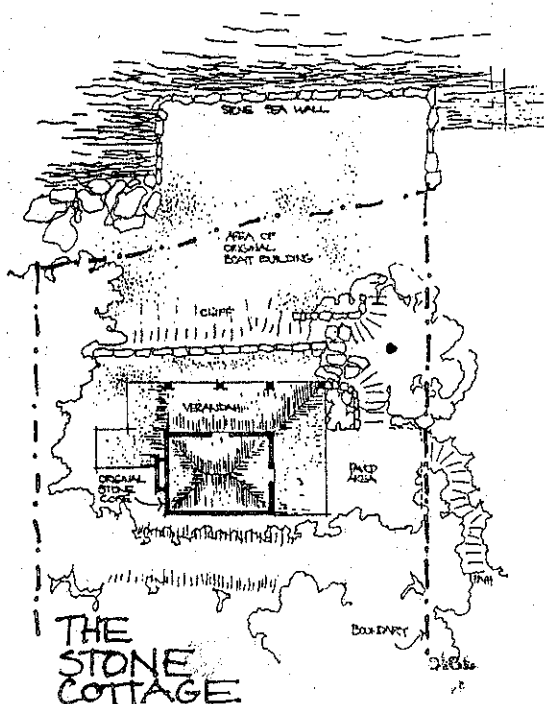 STONE SEA WALL
AREA OF
ORIGINAL
BOAT BUILDING
CLIFF
VERANDAH
ORIGINAL
STONE
COTT.
PAVED
AREA
PATH
BOUNDARY
THE
STONE
COTTAGE